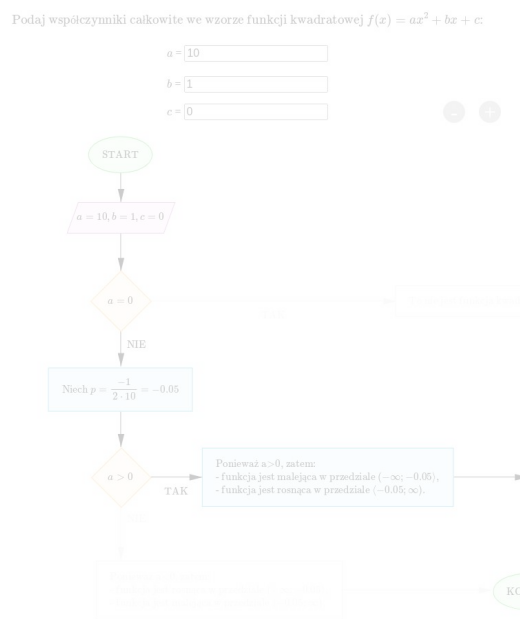 Podaj współczynniki całkowite we wzorze funkcji kwadratowej f(x) = ax² + bx + c:
a = 10
b = 1
c = 0
- +
START
a = 10, b = 1, c = 0
a = 0
NIE
Niech p = −1 / 2 · 10 = −0.05
a > 0
TAK
Ponieważ a>0, zatem:
- funkcja jest malejąca w przedziale (−∞; −0.05),
- funkcja jest rosnąca w przedziale (−0.05; ∞).